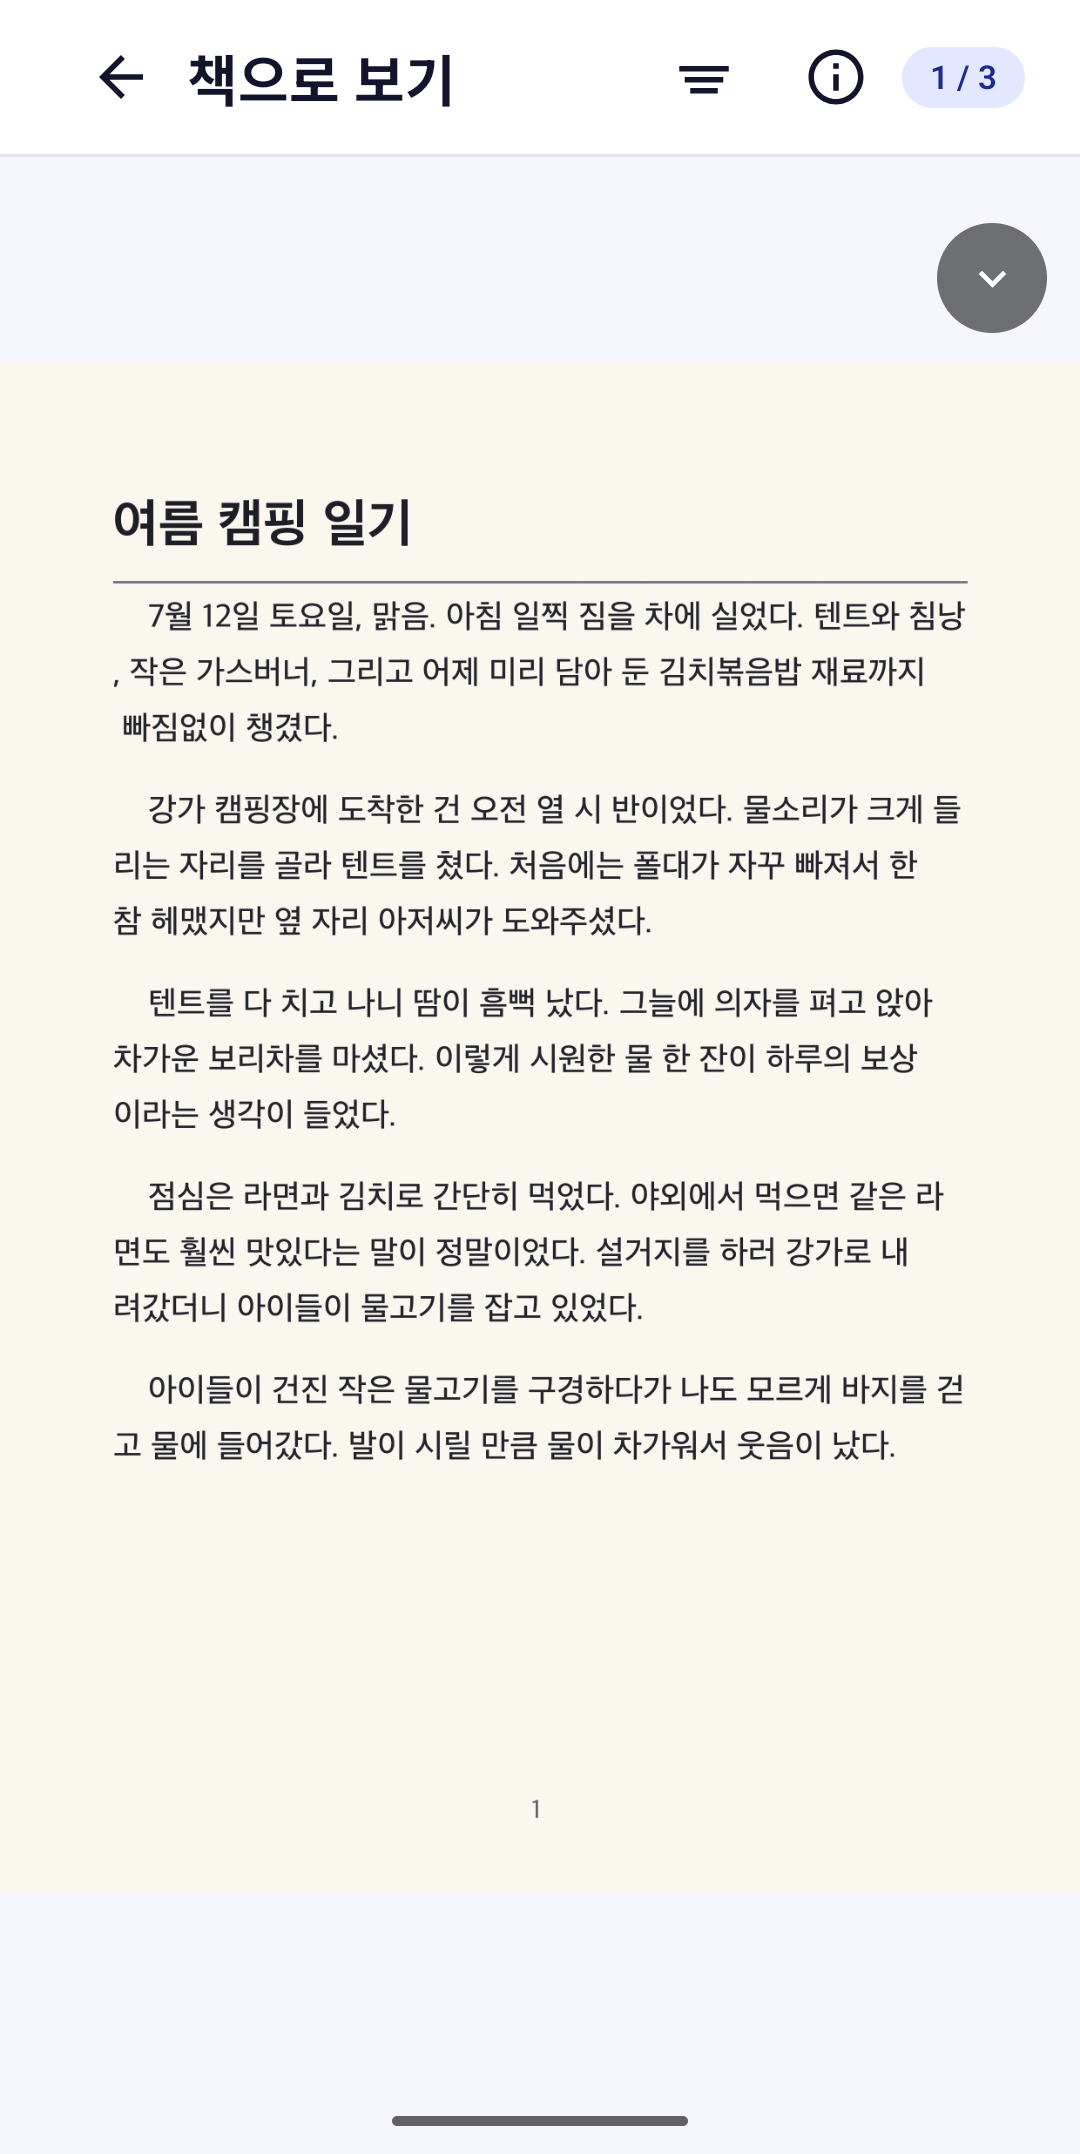 책으로 보기
1 / 3
여름 캠핑 일기
7월 12일 토요일, 맑음. 아침 일찍 짐을 차에 실었다. 텐트와 침낭
, 작은 가스버너, 그리고 어제 미리 담아 둔 김치볶음밥 재료까지
빠짐없이 챙겼다.
강가 캠핑장에 도착한 건 오전 열 시 반이었다. 물소리가 크게 들
리는 자리를 골라 텐트를 쳤다. 처음에는 폴대가 자꾸 빠져서 한
참 헤맸지만 옆 자리 아저씨가 도와주셨다.
텐트를 다 치고 나니 땀이 흠뻑 났다. 그늘에 의자를 펴고 앉아
차가운 보리차를 마셨다. 이렇게 시원한 물 한 잔이 하루의 보상
이라는 생각이 들었다.
점심은 라면과 김치로 간단히 먹었다. 야외에서 먹으면 같은 라
면도 훨씬 맛있다는 말이 정말이었다. 설거지를 하러 강가로 내
려갔더니 아이들이 물고기를 잡고 있었다.
아이들이 건진 작은 물고기를 구경하다가 나도 모르게 바지를 걷
고 물에 들어갔다. 발이 시릴 만큼 물이 차가워서 웃음이 났다.
1